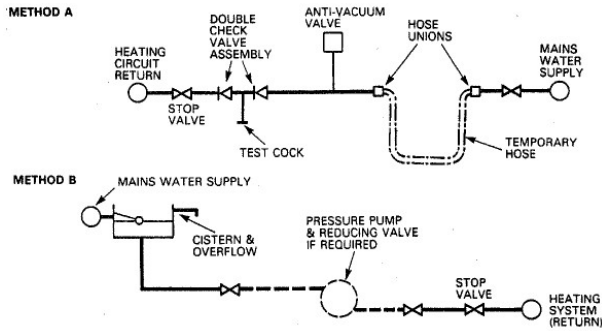 METHOD A
DOUBLE
CHECK
VALVE
ASSEMBLY
ANTI-VACUUM
VALVE
HOSE
UNIONS
HEATING
CIRCUIT
RETURN
MAINS
WATER
SUPPLY
STOP
VALVE
TEST COCK
TEMPORARY
HOSE
METHOD B
MAINS WATER SUPPLY
CISTERN &
OVERFLOW
PRESSURE PUMP
& REDUCING VALVE
IF REQUIRED
STOP
VALVE
HEATING
SYSTEM
(RETURN)